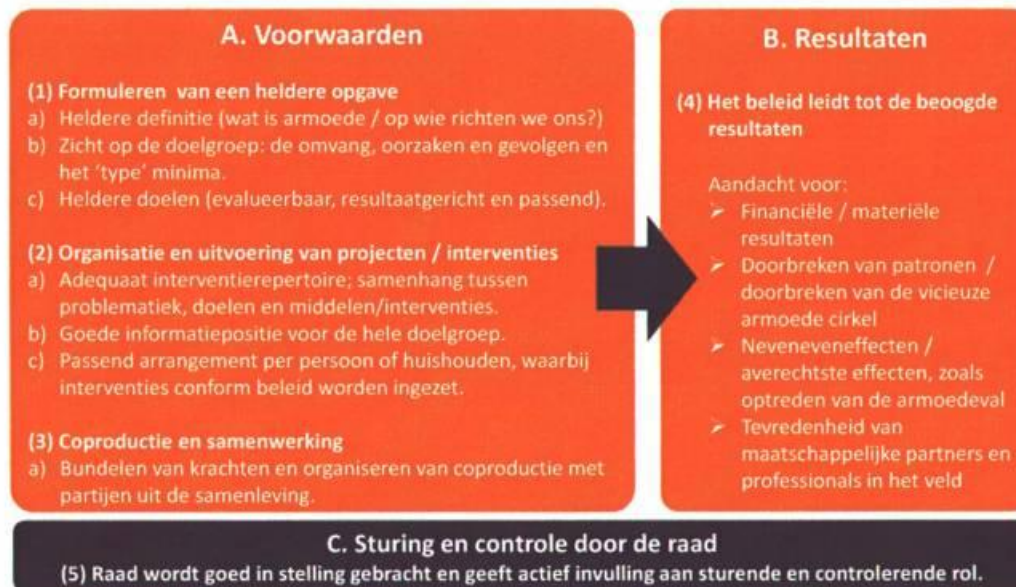 A. Voorwaarden
(1) Formuleren van een heldere opgave
a) Heldere definitie (wat is armoede / op wie richten we ons?)
b) Zicht op de doelgroep: de omvang, oorzaken en gevolgen en
het ‘type’ minima.
c) Heldere doelen (evalueerbaar, resultaatgericht en passend).
(2) Organisatie en uitvoering van projecten / interventies
a) Adequaat interventierepertoire; samenhang tussen
problematiek, doelen en middelen/interventies.
b) Goede informatiepositie voor de hele doelgroep.
c) Passend arrangement per persoon of huishouden, waarbij
interventies conform beleid worden ingezet.
(3) Coproductie en samenwerking
a) Bundelen van krachten en organiseren van coproductie met
partijen uit de samenleving.
B. Resultaten
(4) Het beleid leidt tot de beoogde
resultaten
Aandacht voor:
➢ Financiële / materiële
resultaten
➢ Doorbreken van patronen /
doorbreken van de vicieuze
armoede cirkel
➢ Neveneveneffecten /
averechtste effecten, zoals
optreden van de armoedeval
➢ Tevredenheid van
maatschappelijke partners en
professionals in het veld
C. Sturing en controle door de raad
(5) Raad wordt goed in stelling gebracht en geeft actief invulling aan sturende en controlerende rol.